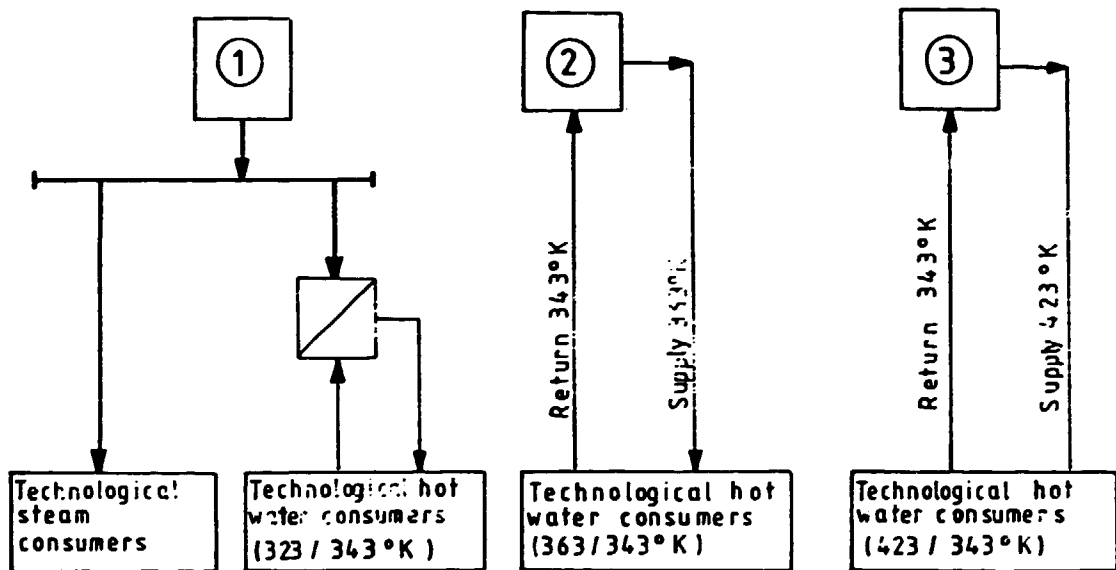 1
2
3
Return 343°K
Supply
Return 343°K
Supply 423°K
Technological
steam
consumers
Technological hot
water consumers
(323 / 343°K)
Technological hot
water consumers
(363/343°K)
Technological hot
water consumers
(423 / 343°K)